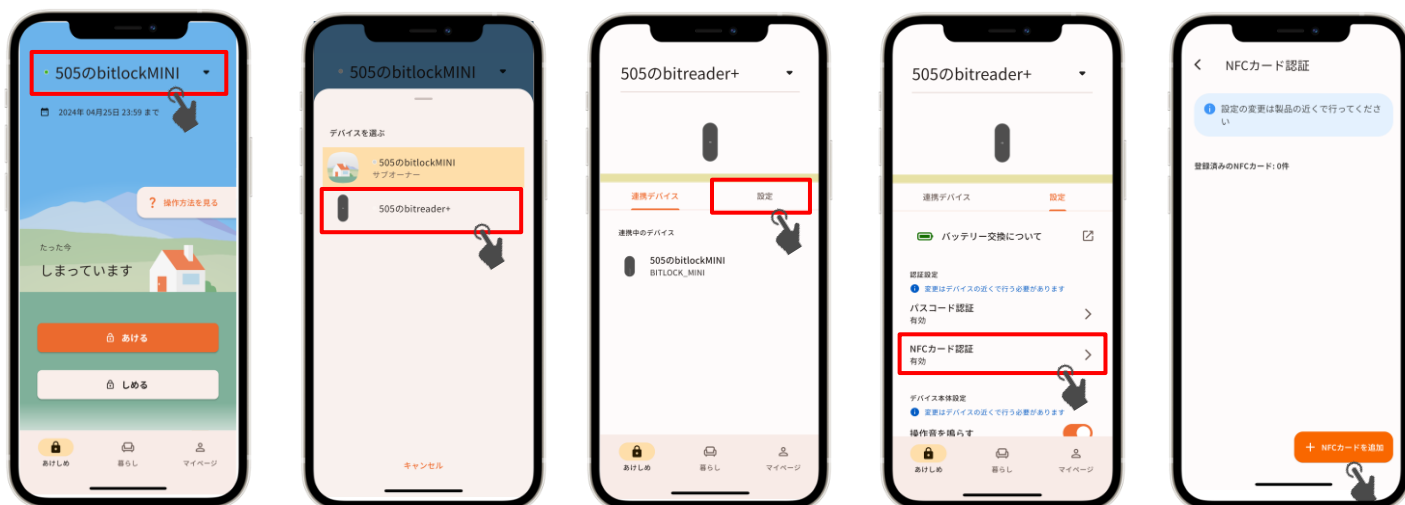 505のbitlockMINI
2024年 04月25日 23:59 まで
? 操作方法を見る
たった今
しまっています
あける
しめる
あけしめ
暮らし
マイページ
505のbitlockMINI
デバイスを選ぶ
505のbitlockMINI
サブオーナー
505のbitreader+
キャンセル
505のbitreader+
連携デバイス
設定
連携中のデバイス
505のbitlockMINI
BITLOCK_MINI
あけしめ
暮らし
マイページ
505のbitreader+
連携デバイス
設定
バッテリー交換について
認証設定
変更はデバイスの近くで行う必要があります
パスコード認証
有効
NFCカード認証
有効
デバイス本体設定
変更はデバイスの近くで行う必要があります
操作音を鳴らす
あけしめ
暮らし
マイページ
NFCカード認証
設定の変更は製品の近くで行ってくださ
い
登録済みのNFCカード: 0件
+ NFCカードを追加